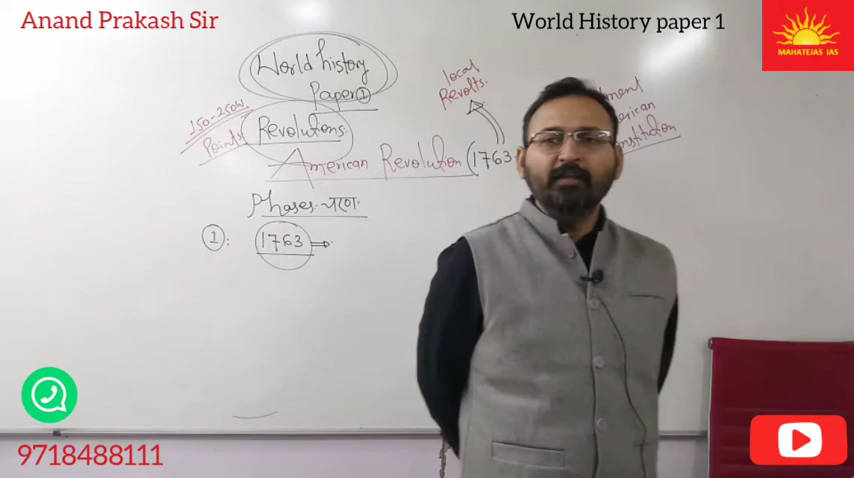 Anand Prakash Sir
World History paper 1
MAHATEJAS IAS
World history
Paper 1
local
Revolts.
150-250W.
Points
Revolutions.
American Revolution (1763
Phases चरण
1: 1763 ⇒
9718488111